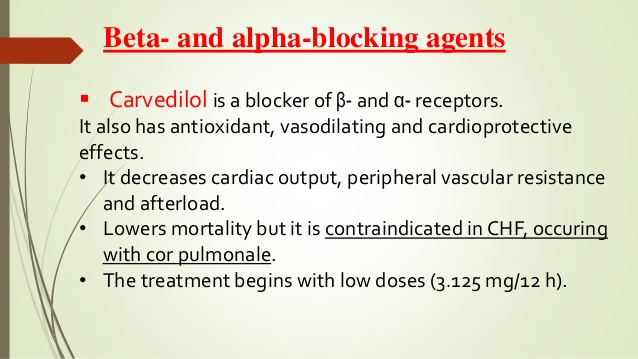 Beta- and alpha-blocking agents
▪ Carvedilol is a blocker of β- and α- receptors.
It also has antioxidant, vasodilating and cardioprotective
effects.
• It decreases cardiac output, peripheral vascular resistance
and afterload.
• Lowers mortality but it is contraindicated in CHF, occuring
with cor pulmonale.
• The treatment begins with low doses (3.125 mg/12 h).